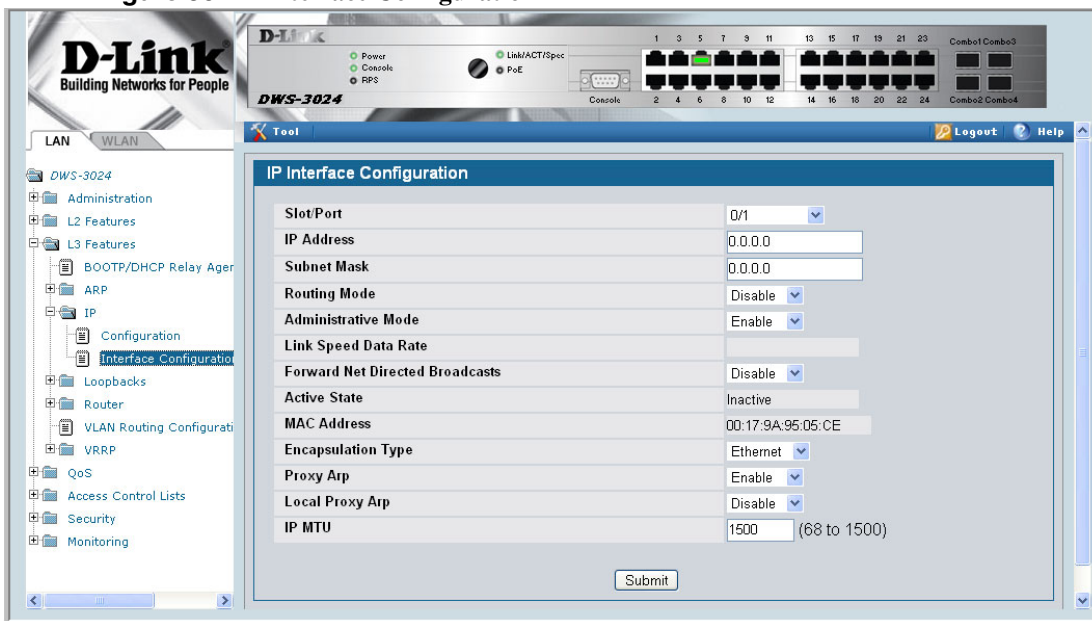 D-Link
Building Networks for People
D-Link
Power
Console
RPS
Link/ACT/Spee
PoE
DWS-3024
Console
1 3 5 7 9 11 13 15 17 19 21 23
2 4 6 8 10 12 14 16 18 20 22 24
Combo1 Combo3
Combo2 Combo4
LAN
WLAN
Tool
Logout
Help
DWS-3024
Administration
L2 Features
L3 Features
BOOTP/DHCP Relay Agen
ARP
IP
Configuration
Interface Configuration
Loopbacks
Router
VLAN Routing Configurati
VRRP
QoS
Access Control Lists
Security
Monitoring
IP Interface Configuration
Slot/Port 0/1
IP Address 0.0.0.0
Subnet Mask 0.0.0.0
Routing Mode Disable
Administrative Mode Enable
Link Speed Data Rate
Forward Net Directed Broadcasts Disable
Active State Inactive
MAC Address 00:17:9A:95:05:CE
Encapsulation Type Ethernet
Proxy Arp Enable
Local Proxy Arp Disable
IP MTU 1500 (68 to 1500)
Submit